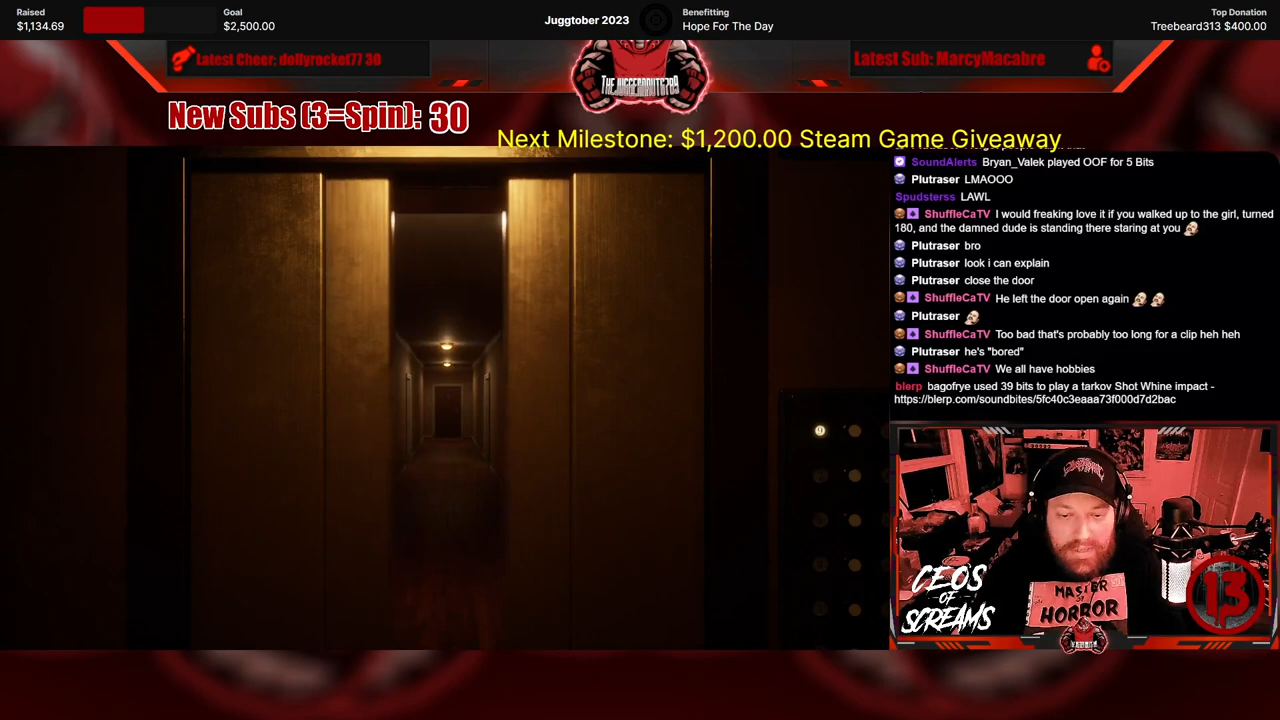 Raised
$1,134.69
Goal
$2,500.00
Juggtober 2023
Benefitting
Hope For The Day
Top Donation
Treebeard313 $400.00
Latest Cheer: dollyrocket77 30
THEJUGGERNAUT6789
Latest Sub: MarcyMacabre
New Subs (3=Spin): 30
Next Milestone: $1,200.00 Steam Game Giveaway
SoundAlerts Bryan_Valek played OOF for 5 Bits
Plutraser LMAOOO
Spudsterss LAWL
ShuffleCaTV I would freaking love it if you walked up to the girl, turned
180, and the damned dude is standing there staring at you
Plutraser bro
Plutraser look i can explain
Plutraser close the door
ShuffleCaTV He left the door open again
Plutraser
ShuffleCaTV Too bad that's probably too long for a clip heh heh
Plutraser he's "bored"
ShuffleCaTV We all have hobbies
blerp bagofrye used 39 bits to play a tarkov Shot Whine impact -
https://blerp.com/soundbites/5fc40c3eaaa73f000d7d2bac
CEOS
OF
SCREAMS
MASTER
OF
HORROR
13